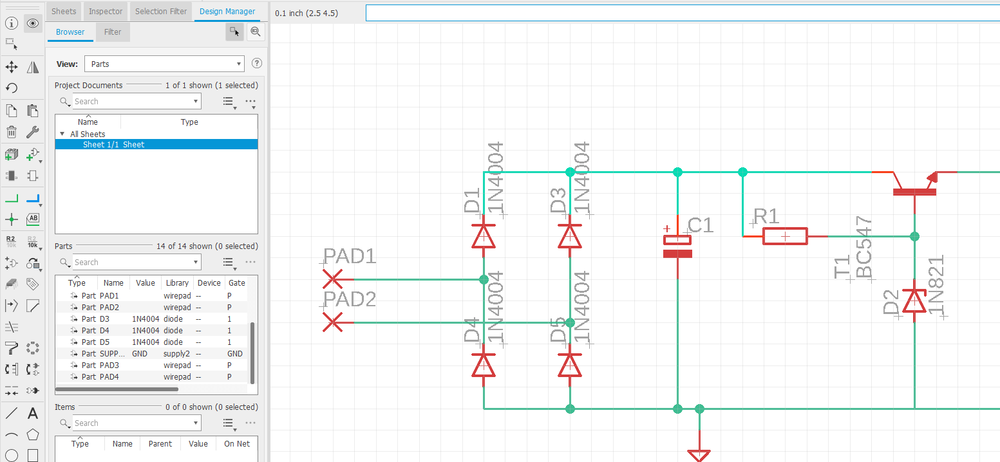 Sheets Inspector Selection Filter Design Manager
0.1 inch (2.5 4.5)
Browser Filter
View: Parts
Project Documents 1 of 1 shown (1 selected)
Search
Name Type
All Sheets
Sheet 1/1 Sheet
Parts 14 of 14 shown (0 selected)
Search
Type Name Value Library Device Gate
Part PAD1 wirepad -- P
Part PAD2 wirepad -- P
Part D3 1N4004 diode -- 1
Part D4 1N4004 diode -- 1
Part D5 1N4004 diode -- 1
Part SUPP... GND supply2 -- GND
Part PAD3 wirepad -- P
Part PAD4 wirepad -- P
Items 0 of 0 shown (0 selected)
Search
Type Name Parent Value On Net
AB
R2
10k
R2
10k
A
D1
1N4004
D3
1N4004
C1
R1
T1
BC547
PAD1
PAD2
D4
1N4004
D5
1N4004
D2
1N821